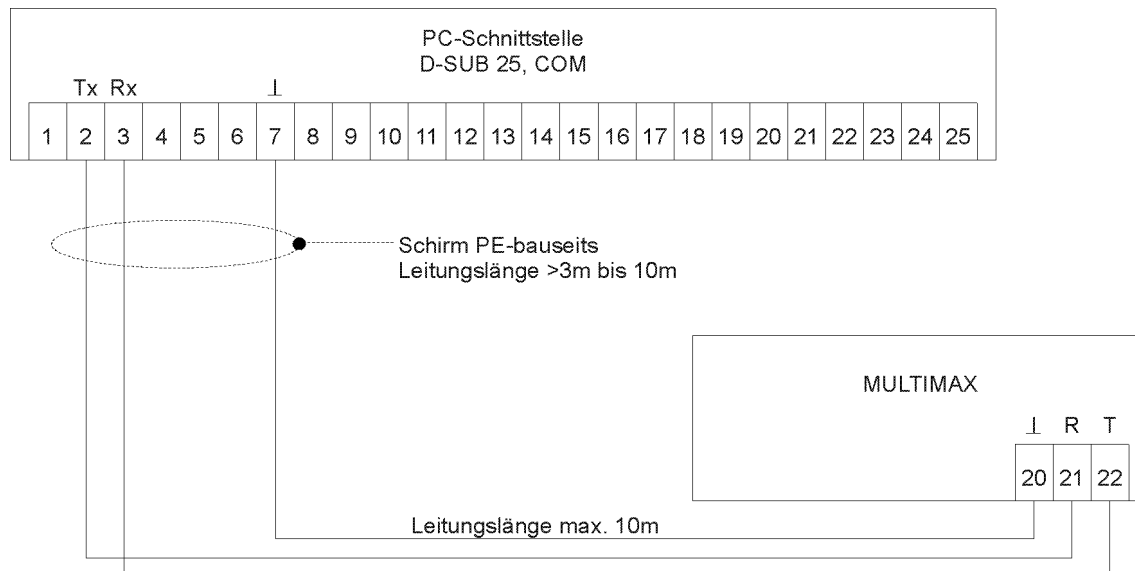 PC-Schnittstelle
D-SUB 25, COM
Tx Rx ⊥
1 2 3 4 5 6 7 8 9 10 11 12 13 14 15 16 17 18 19 20 21 22 23 24 25
Schirm PE-bauseits
Leitungslänge >3m bis 10m
MULTIMAX
⊥ R T
20 21 22
Leitungslänge max. 10m